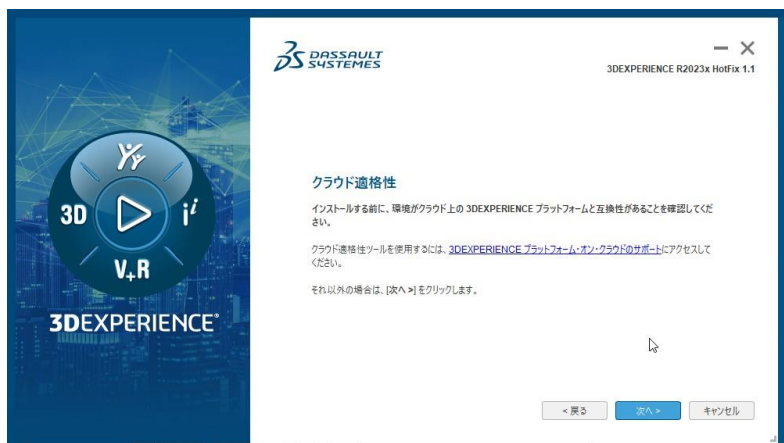 DASSAULT
SYSTEMES
3DEXPERIENCE R2023x HotFix 1.1
3D
i
V+R
3DEXPERIENCE®
クラウド適格性
インストールする前に、環境がクラウド上の 3DEXPERIENCE プラットフォームと互換性があることを確認してくだ
さい。
クラウド適格性ツールを使用するには、3DEXPERIENCE プラットフォーム・オン・クラウドのサポートにアクセスして
ください。
それ以外の場合は、[次へ >] をクリックします。
< 戻る
次へ >
キャンセル